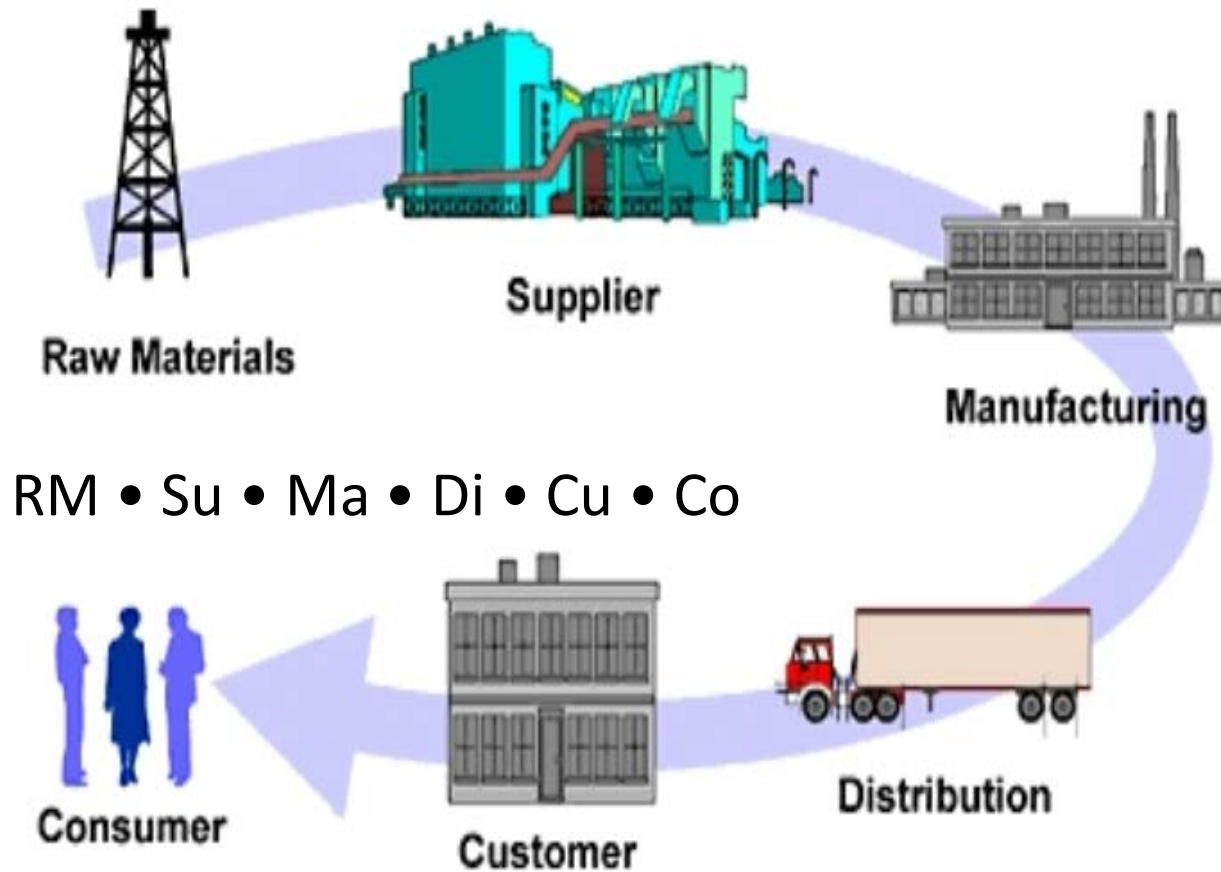 Supplier
Raw Materials
Manufacturing
RM • Su • Ma • Di • Cu • Co
Distribution
Consumer
Customer